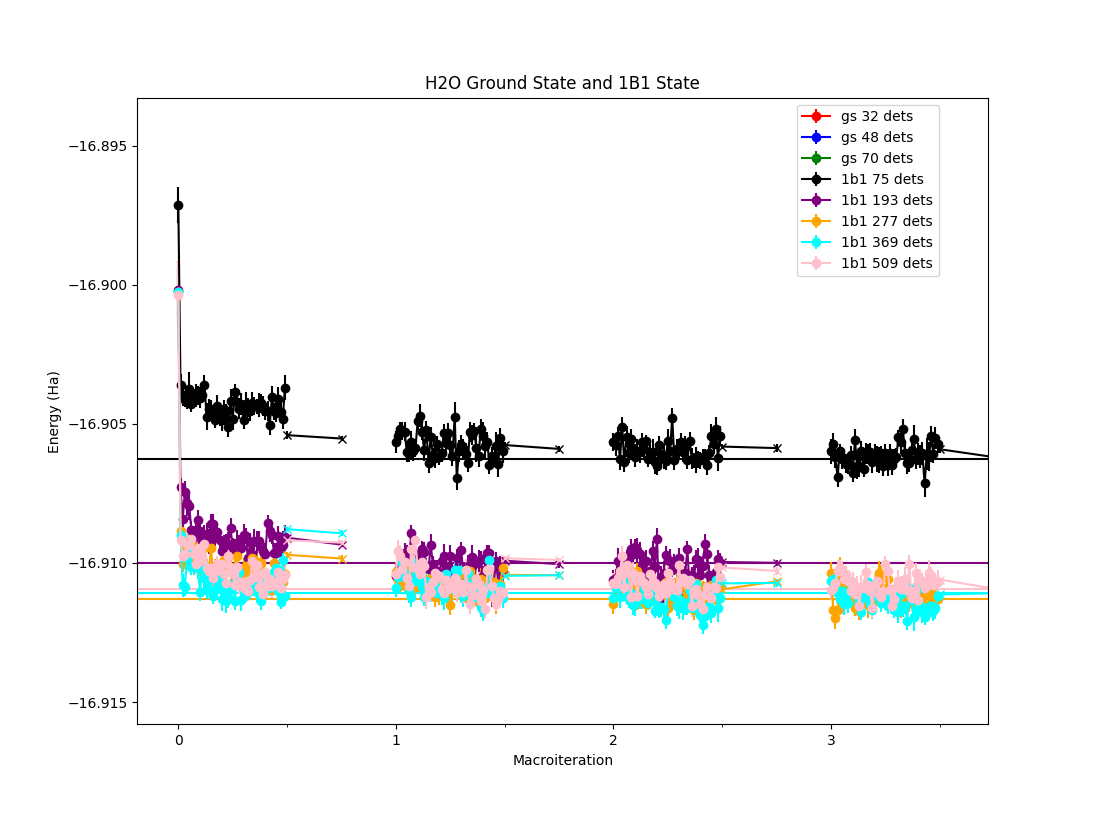 H2O Ground State and 1B1 State
gs 32 dets
gs 48 dets
gs 70 dets
1b1 75 dets
1b1 193 dets
1b1 277 dets
1b1 369 dets
1b1 509 dets
Energy (Ha)
−16.895
−16.900
−16.905
−16.910
−16.915
0 1 2 3
Macroiteration